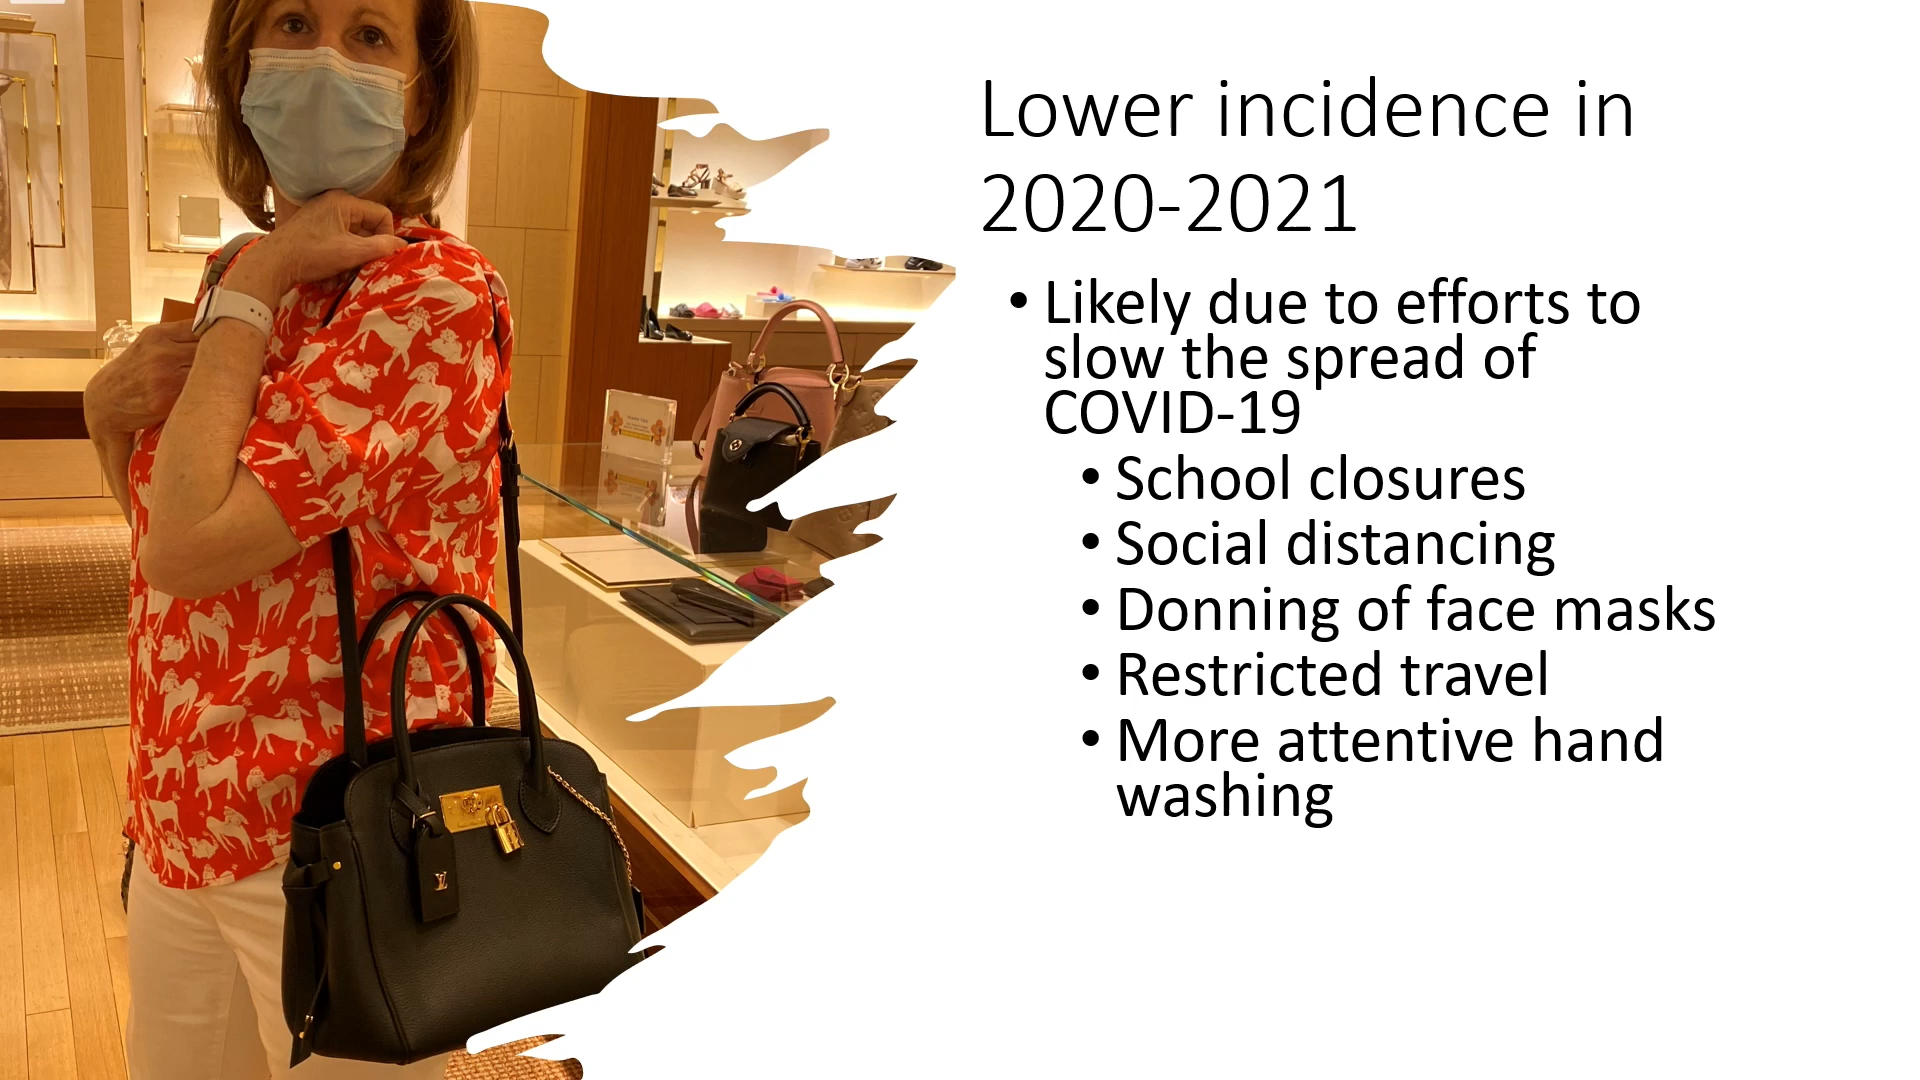 Lower incidence in
2020-2021
• Likely due to efforts to
slow the spread of
COVID-19
• School closures
• Social distancing
• Donning of face masks
• Restricted travel
• More attentive hand
washing
LV